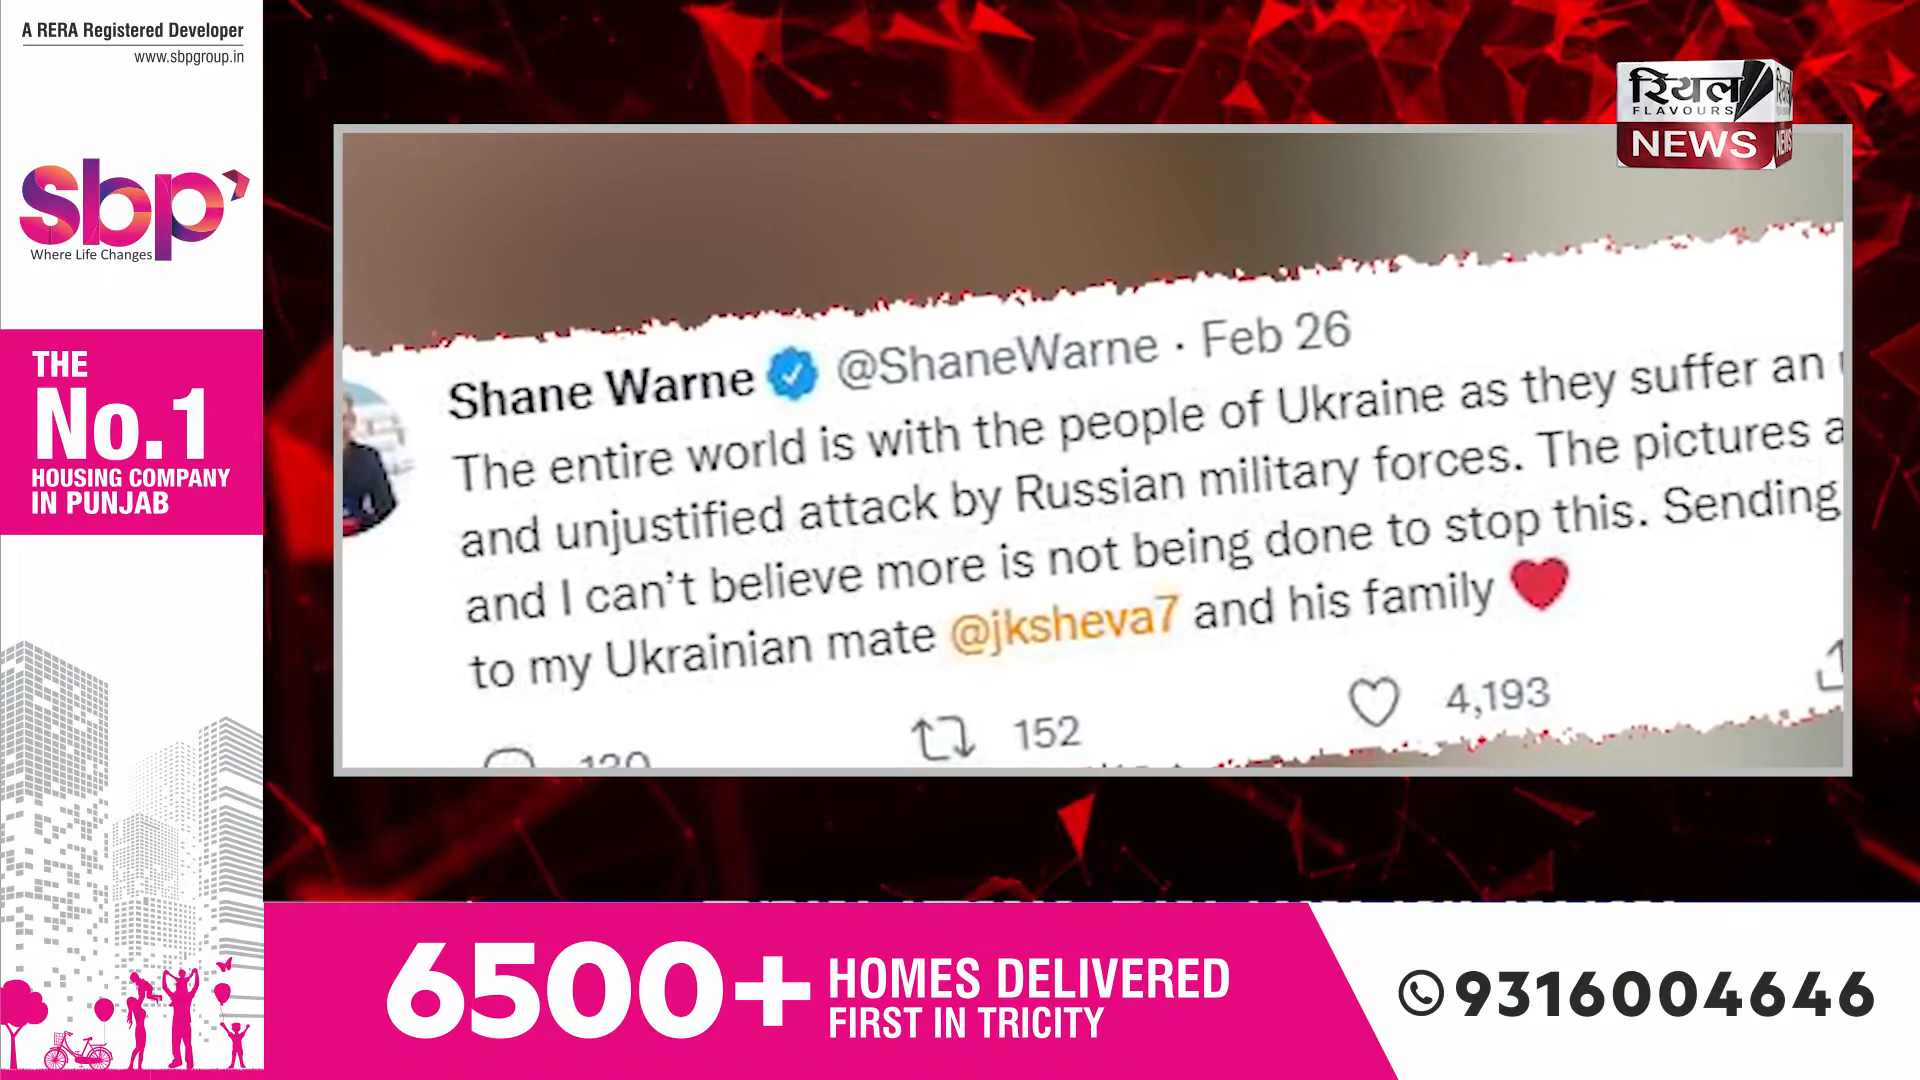 A RERA Registered Developer
www.sbpgroup.in
sbp
Where Life Changes
THE
No.1
HOUSING COMPANY
IN PUNJAB
रियल
FLAVOURS
NEWS
NEWS
Shane Warne @ShaneWarne · Feb 26
The entire world is with the people of Ukraine as they suffer an
and unjustified attack by Russian military forces. The pictures a
and I can't believe more is not being done to stop this. Sending
to my Ukrainian mate @jksheva7 and his family ❤
152
4,193
6500+ HOMES DELIVERED
FIRST IN TRICITY
9316004646